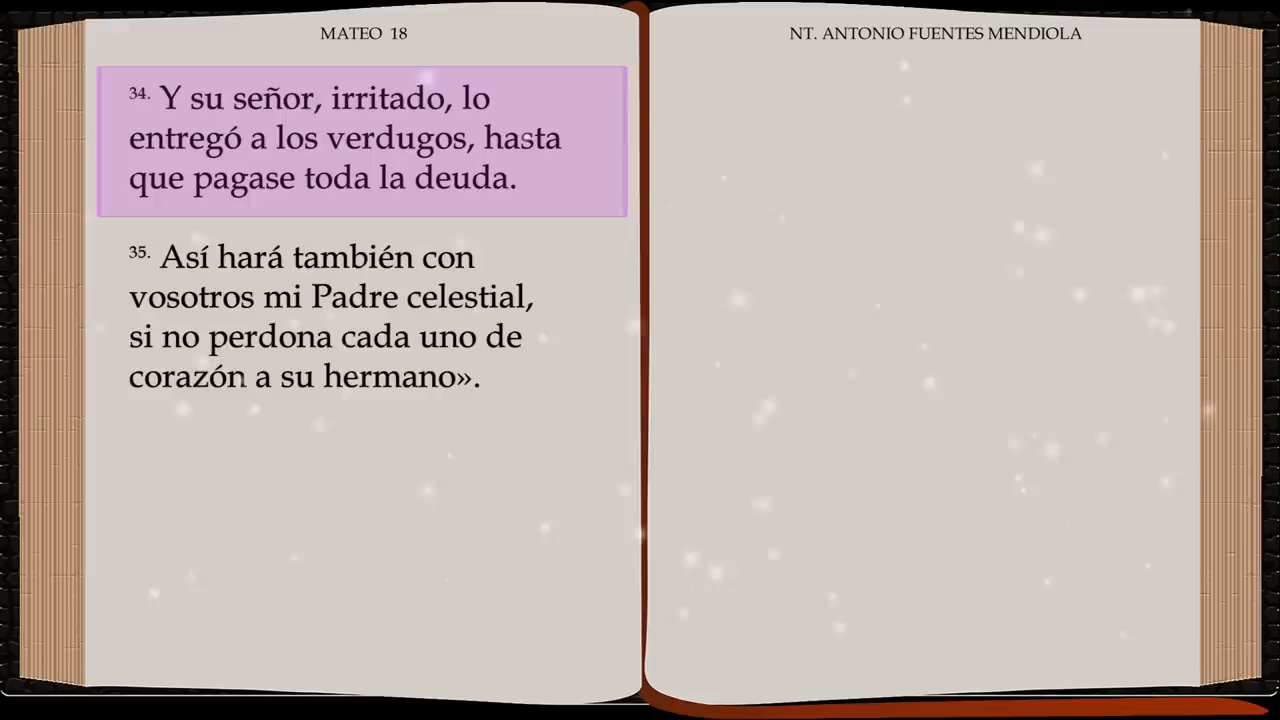 MATEO 18
NT. ANTONIO FUENTES MENDIOLA
34. Y su señor, irritado, lo
entregó a los verdugos, hasta
que pagase toda la deuda.
35. Así hará también con
vosotros mi Padre celestial,
si no perdona cada uno de
corazón a su hermano».